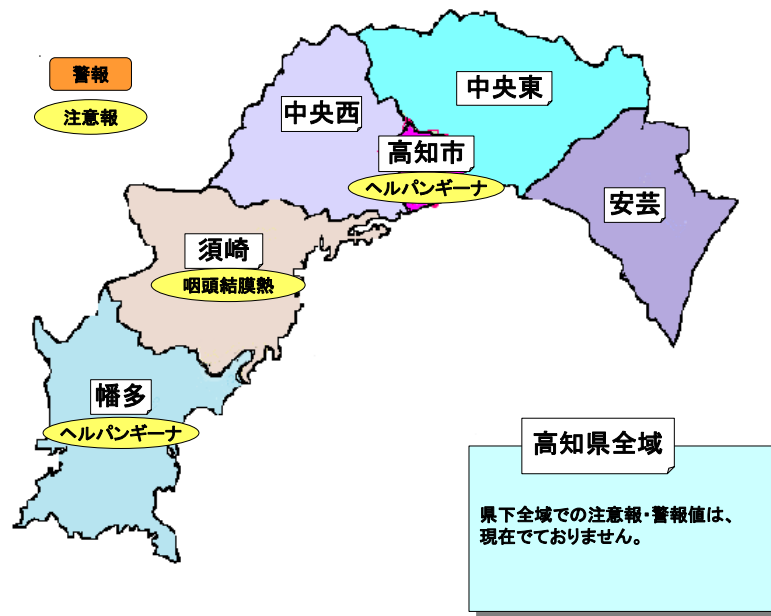 警報
注意報
中央東
中央西
高知市
ヘルパンギーナ
安芸
須崎
咽頭結膜熱
幡多
ヘルパンギーナ
高知県全域
県下全域での注意報・警報値は、
現在でておりません。